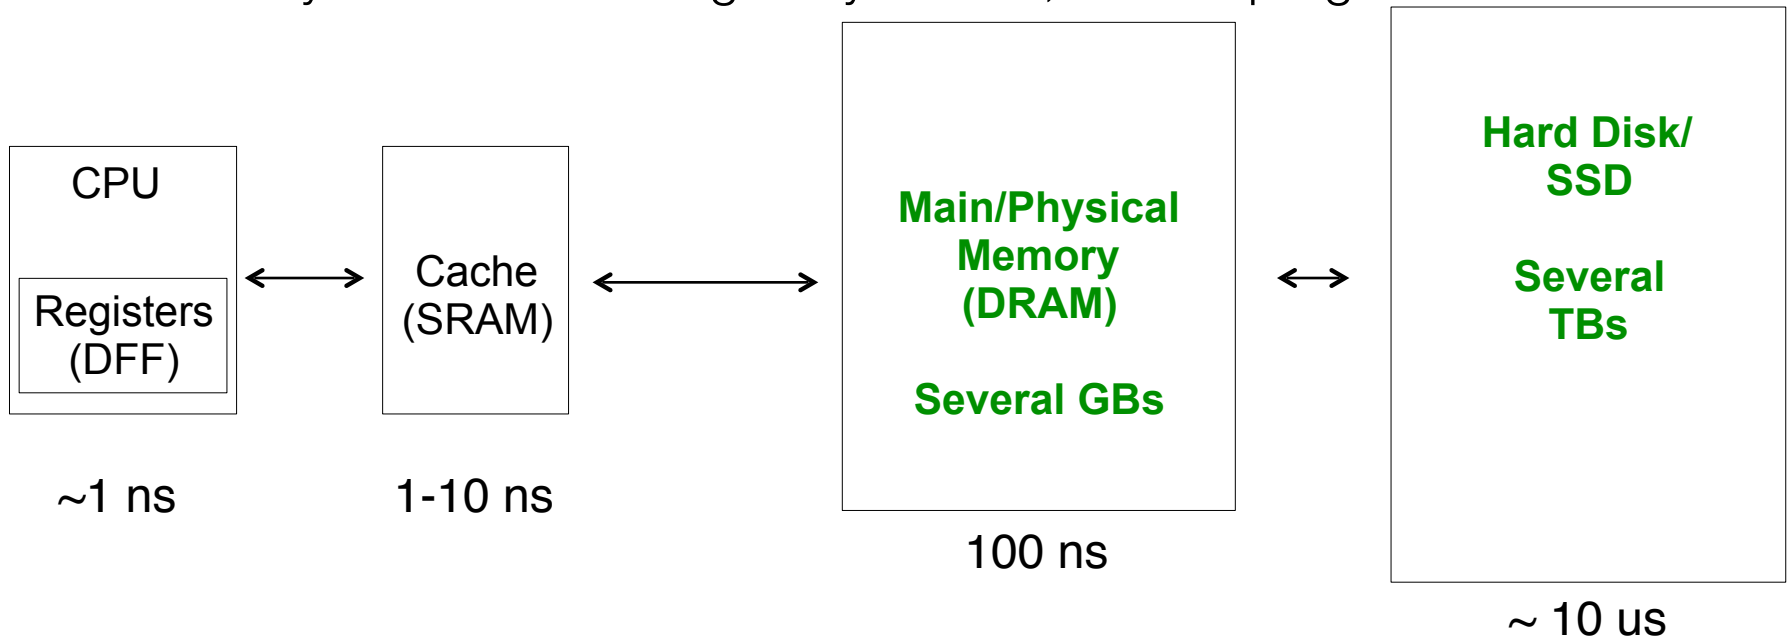 CPU
Registers
(DFF)
~1 ns
Cache
(SRAM)
1-10 ns
Main/Physical
Memory
(DRAM)
Several GBs
100 ns
Hard Disk/
SSD
Several
TBs
~ 10 us